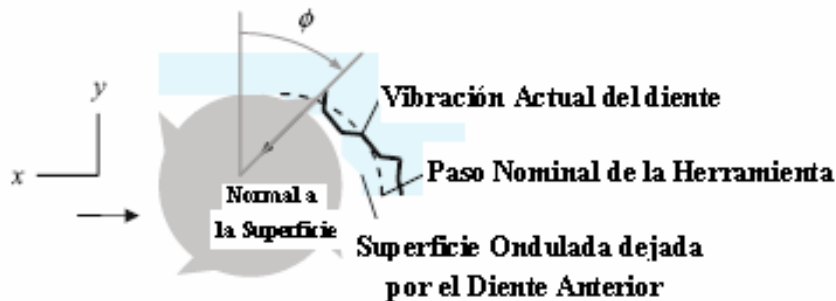 ϕ
y
Vibración Actual del diente
x
Paso Nominal de la Herramienta
Normal a
la Superficie
Superficie Ondulada dejada
por el Diente Anterior